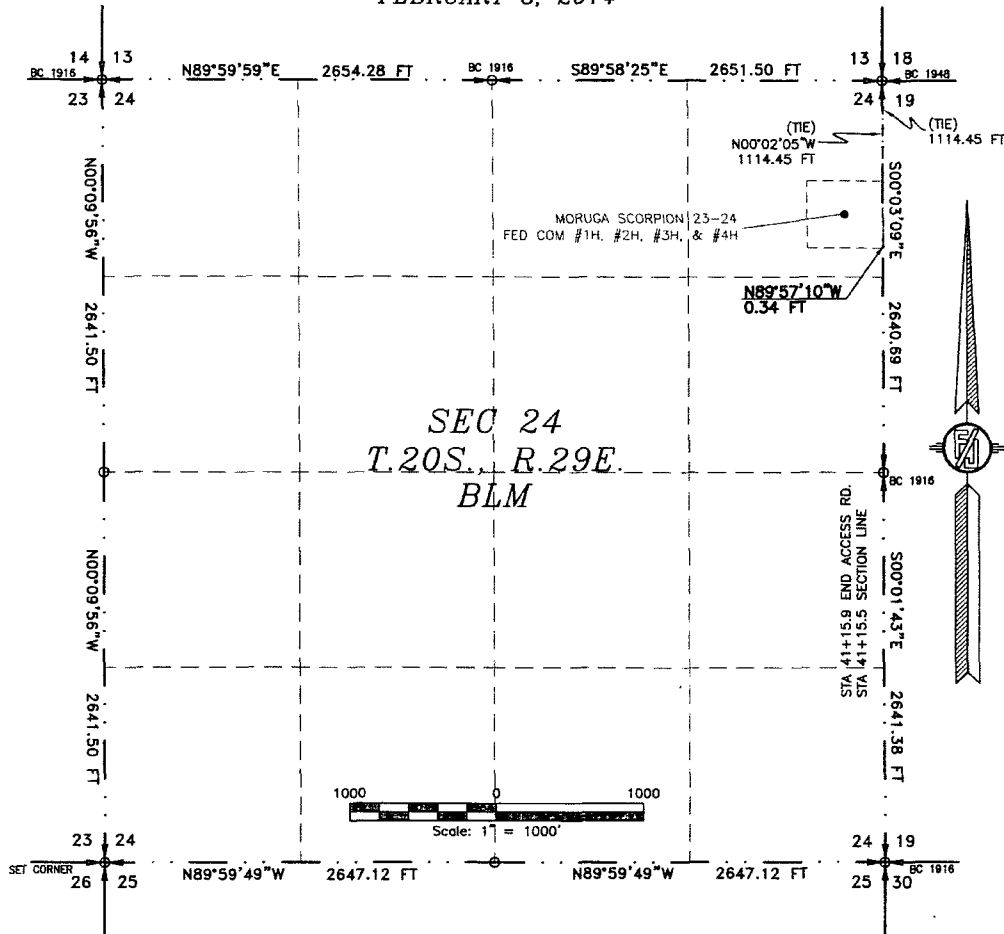 FEBRUARY 3, 2014
14 13
BC 1916
23 24
N89°59'59"E 2654.28 FT
BC 1916
S89°58'25"E 2651.50 FT
13 18
BC 1948
24 19
(TIE)
N00°02'05"W
1114.45 FT
(TIE)
1114.45 FT
MORUGA SCORPION 23-24
FED COM #1H, #2H, #3H, & #4H
N89°57'10"W
0.34 FT
N00°09'56"W 2641.50 FT
S00°03'09"E 2640.69 FT
SEC 24
T.20S., R.29E.
BLM
BC 1916
STA 41+15.9 END ACCESS RD.
STA 41+15.5 SECTION LINE
N00°09'56"W 2641.50 FT
S00°01'43"E 2641.38 FT
1000 0 1000
Scale: 1" = 1000'
23 24
SET CORNER
26 25
N89°59'49"W 2647.12 FT
N89°59'49"W 2647.12 FT
24 19
BC 1916
25 30